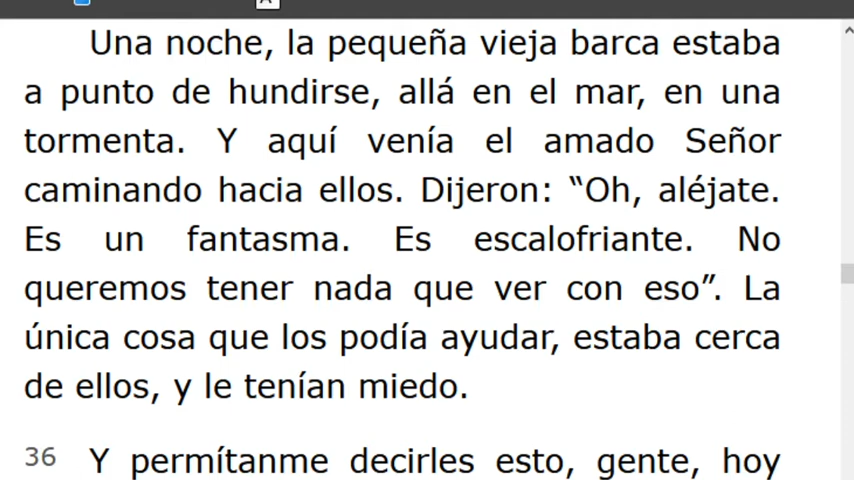 Una noche, la pequeña vieja barca estaba
a punto de hundirse, allá en el mar, en una
tormenta. Y aquí venía el amado Señor
caminando hacia ellos. Dijeron: “Oh, aléjate.
Es un fantasma. Es escalofriante. No
queremos tener nada que ver con eso”. La
única cosa que los podía ayudar, estaba cerca
de ellos, y le tenían miedo.
36 Y permítanme decirles esto, gente, hoy